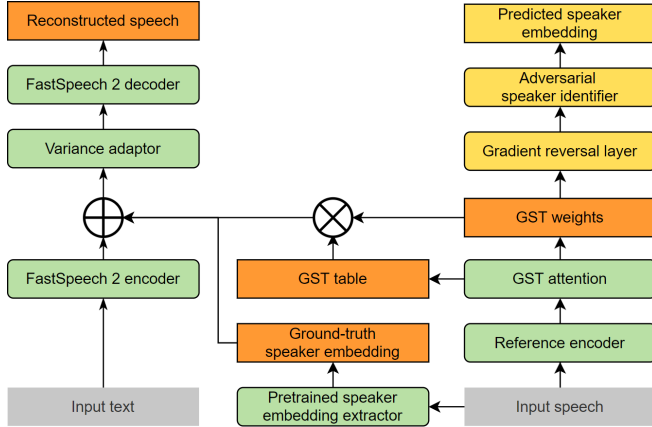 Reconstructed speech
FastSpeech 2 decoder
Variance adaptor
FastSpeech 2 encoder
Input text
GST table
Ground-truth
speaker embedding
Pretrained speaker
embedding extractor
Predicted speaker
embedding
Adversarial
speaker identifier
Gradient reversal layer
GST weights
GST attention
Reference encoder
Input speech